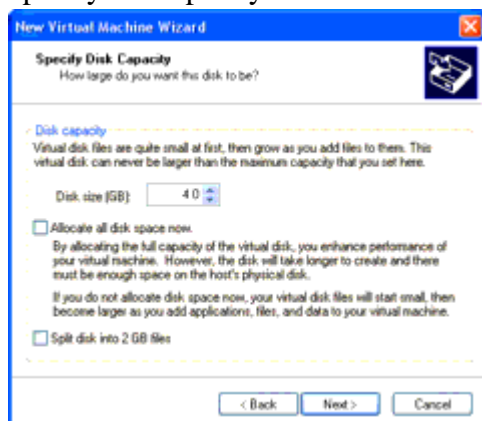 New Virtual Machine Wizard
Specify Disk Capacity
How large do you want this disk to be?
Disk capacity
Virtual disk files are quite small at first, then grow as you add files to them. This
virtual disk can never be larger than the maximum capacity that you set here.
Disk size (GB): 4.0
Allocate all disk space now.
By allocating the full capacity of the virtual disk, you enhance performance of
your virtual machine. However, the disk will take longer to create and there
must be enough space on the host's physical disk.
If you do not allocate disk space now, your virtual disk files will start small, then
become larger as you add applications, files, and data to your virtual machine.
Split disk into 2 GB files
< Back Next > Cancel